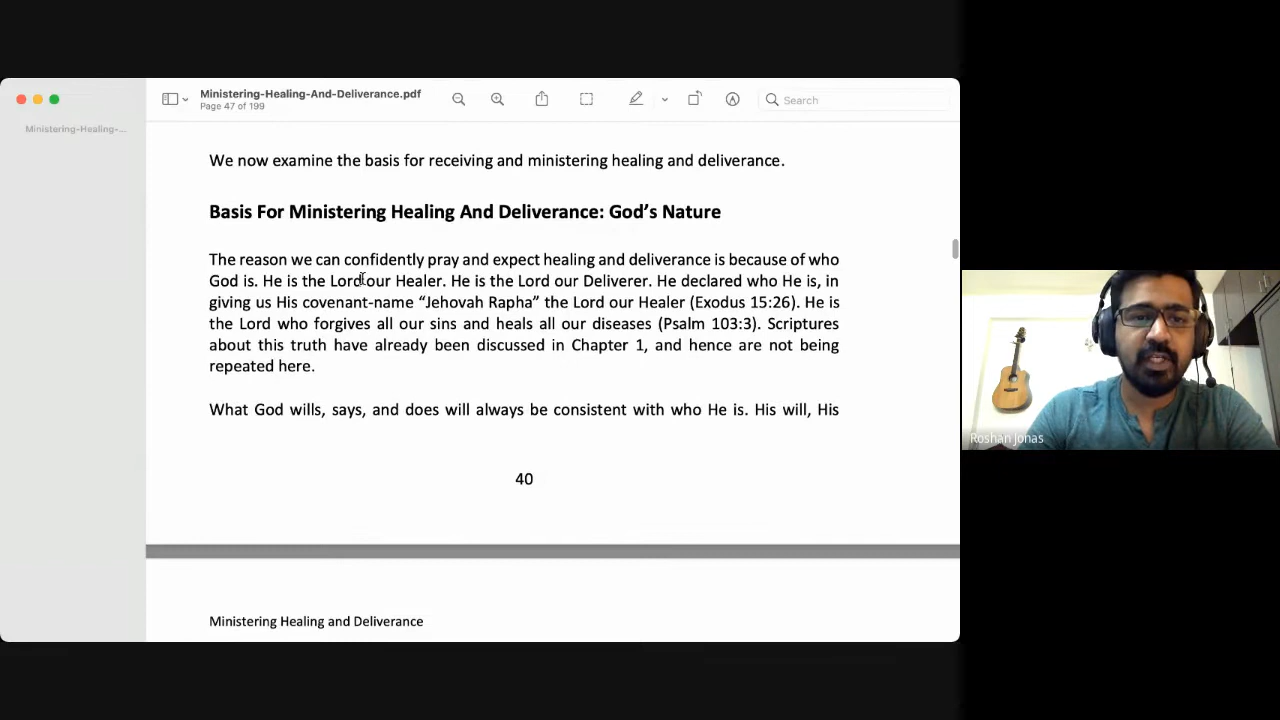 Ministering-Healing-And-Deliverance.pdf
Page 47 of 199
Search
Ministering-Healing-...
We now examine the basis for receiving and ministering healing and deliverance.
Basis For Ministering Healing And Deliverance: God's Nature
The reason we can confidently pray and expect healing and deliverance is because of who
God is. He is the Lord our Healer. He is the Lord our Deliverer. He declared who He is, in
giving us His covenant-name “Jehovah Rapha” the Lord our Healer (Exodus 15:26). He is
the Lord who forgives all our sins and heals all our diseases (Psalm 103:3). Scriptures
about this truth have already been discussed in Chapter 1, and hence are not being
repeated here.
What God wills, says, and does will always be consistent with who He is. His will, His
40
Ministering Healing and Deliverance
Roshan Jonas